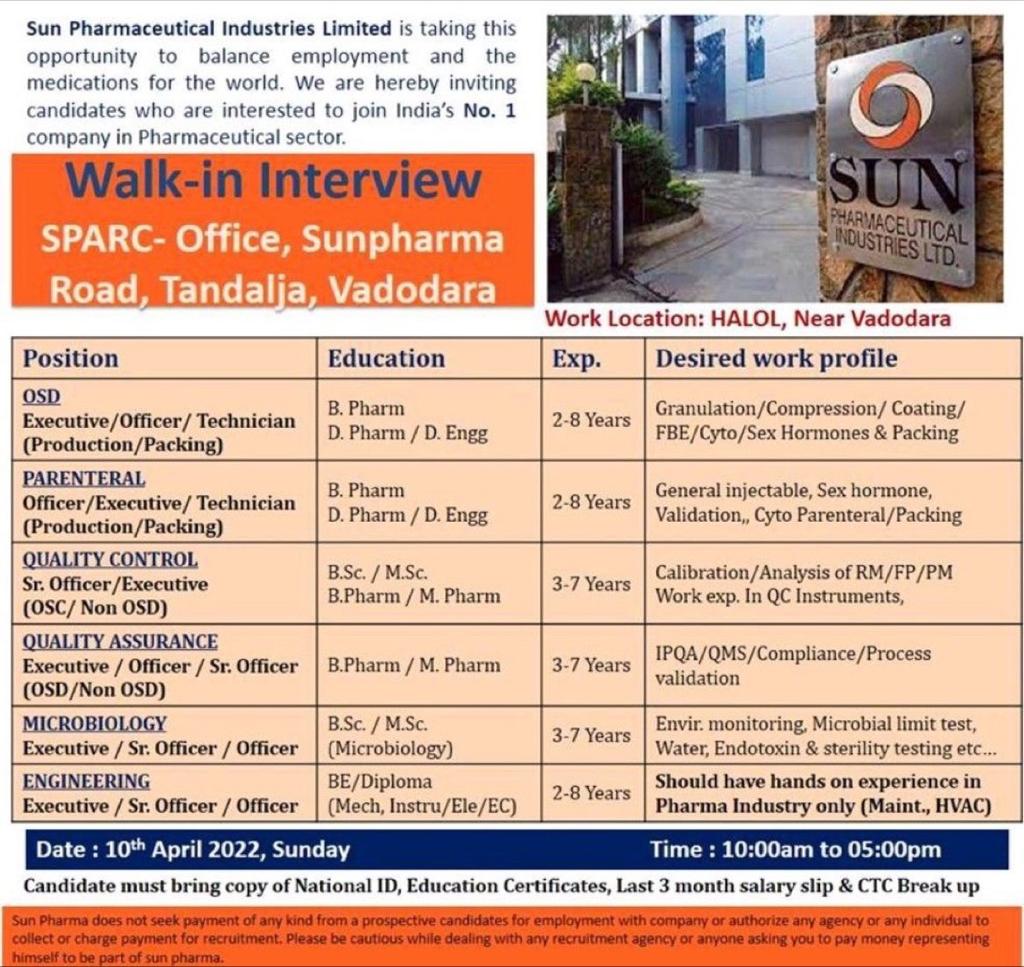 Sun Pharmaceutical Industries Limited is taking this
opportunity to balance employment and the
medications for the world. We are hereby inviting
candidates who are interested to join India's No. 1
company in Pharmaceutical sector.
Walk-in Interview
SPARC- Office, Sunpharma
Road, Tandalja, Vadodara
SUN
PHARMACEUTICAL
INDUSTRIES LTD.
Work Location: HALOL, Near Vadodara
Position Education Exp. Desired work profile
OSD
Executive/Officer/ Technician
(Production/Packing)
B. Pharm
D. Pharm / D. Engg
2-8 Years
Granulation/Compression/ Coating/
FBE/Cyto/Sex Hormones & Packing
PARENTERAL
Officer/Executive/ Technician
(Production/Packing)
B. Pharm
D. Pharm / D. Engg
2-8 Years
General injectable, Sex hormone,
Validation,, Cyto Parenteral/Packing
QUALITY CONTROL
Sr. Officer/Executive
(OSC/ Non OSD)
B.Sc. / M.Sc.
B.Pharm / M. Pharm
3-7 Years
Calibration/Analysis of RM/FP/PM
Work exp. In QC Instruments,
QUALITY ASSURANCE
Executive / Officer / Sr. Officer
(OSD/Non OSD)
B.Pharm / M. Pharm
3-7 Years
IPQA/QMS/Compliance/Process
validation
MICROBIOLOGY
Executive / Sr. Officer / Officer
B.Sc. / M.Sc.
(Microbiology)
3-7 Years
Envir. monitoring, Microbial limit test,
Water, Endotoxin & sterility testing etc...
ENGINEERING
Executive / Sr. Officer / Officer
BE/Diploma
(Mech, Instru/Ele/EC)
2-8 Years
Should have hands on experience in
Pharma Industry only (Maint., HVAC)
Date : 10th April 2022, Sunday Time : 10:00am to 05:00pm
Candidate must bring copy of National ID, Education Certificates, Last 3 month salary slip & CTC Break up
Sun Pharma does not seek payment of any kind from a prospective candidates for employment with company or authorize any agency or any individual to
collect or charge payment for recruitment. Please be cautious while dealing with any recruitment agency or anyone asking you to pay money representing
himself to be part of sun pharma.